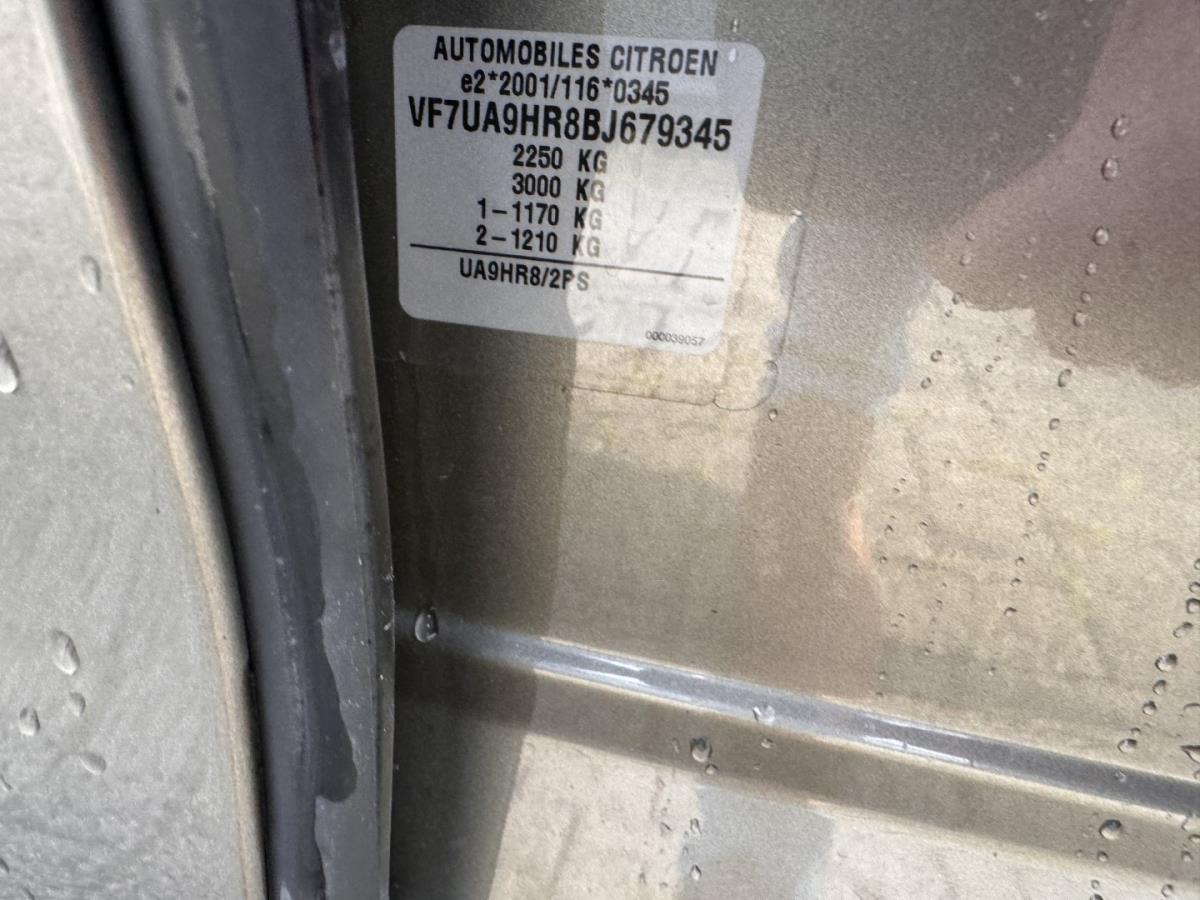 AUTOMOBILES CITROEN
e2*2001/116*0345
VF7UA9HR8BJ679345
2250 KG
3000 KG
1-1170 KG
2-1210 KG
UA9HR8/2PS
000039057